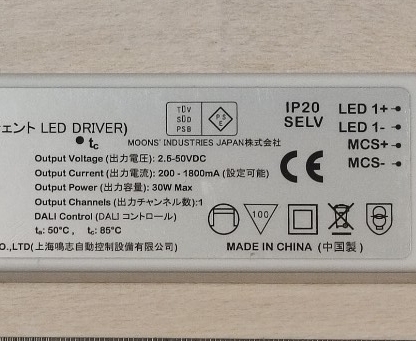 TÜV
SÜD
PSB
PS
E
IP20
SELV
LED 1+
LED 1-
MCS+
MCS-
ェント LED DRIVER)
tc
MOONS' INDUSTRIES JAPAN株式会社
Output Voltage (出力電圧): 2.5-50VDC
Output Current (出力電流): 200 - 1800mA (設定可能)
Output Power (出力容量): 30W Max
Output Channels (出力チャンネル数):1
DALI Control (DALI コントロール)
ta: 50°C , tc: 85°C
CE
100
O.,LTD(上海鳴志自動控制設備有限公司)
MADE IN CHINA (中国製)